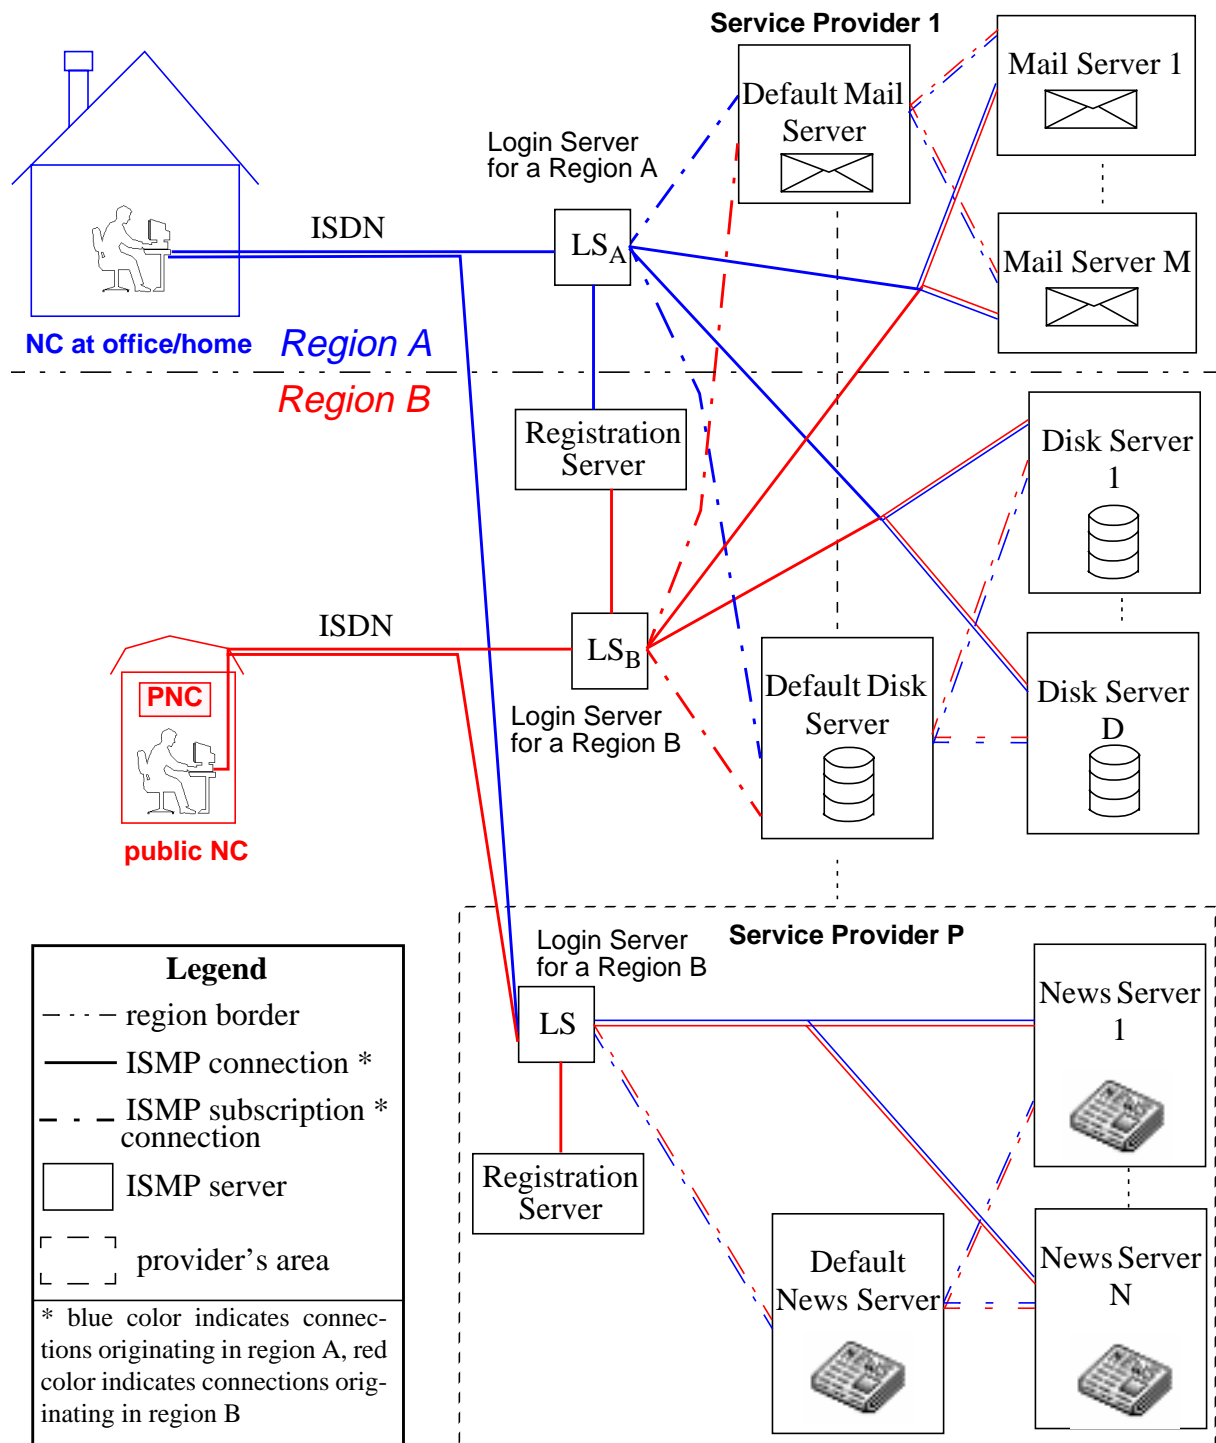 Service Provider 1
Mail Server 1
Default Mail
Server
Login Server
for a Region A
ISDN
LSA
Mail Server M
NC at office/home
Region A
Region B
Registration
Server
Disk Server
1
ISDN
LSB
PNC
Default Disk
Server
Disk Server
D
Login Server
for a Region B
public NC
Service Provider P
Login Server
for a Region B
LS
News Server
1
Registration
Server
Default
News Server
News Server
N
Legend
region border
ISMP connection *
ISMP subscription *
connection
ISMP server
provider's area
* blue color indicates connec-
tions originating in region A, red
color indicates connections orig-
inating in region B